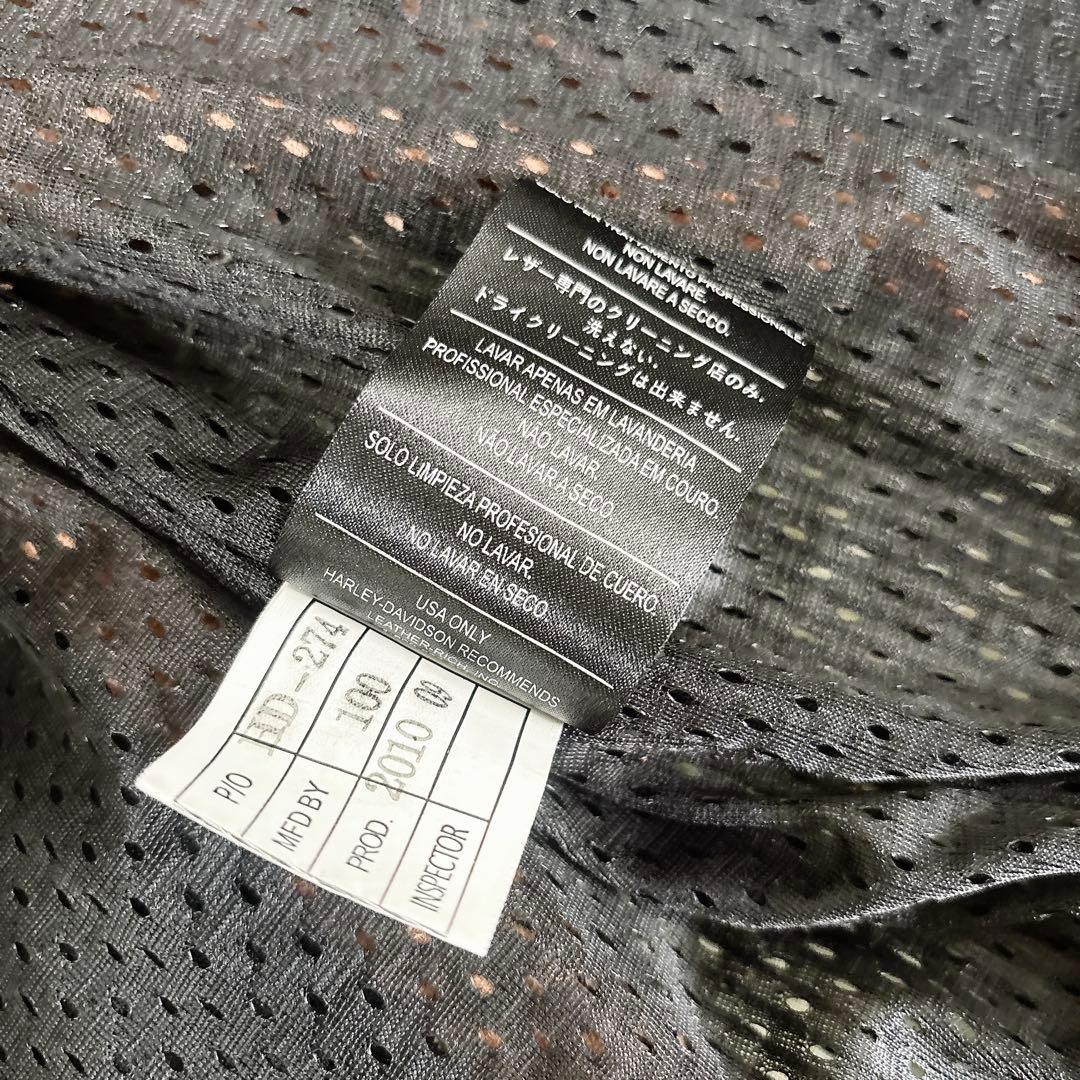 NON LAVARE.
NON LAVARE A SECCO.
レザー専門のクリーニング店のみ.
洗えない.
ドライクリーニングは出来ません.
LAVAR APENAS EM LAVANDERIA
PROFISSIONAL ESPECIALIZADA EM COURO.
NÃO LAVAR.
NÃO LAVAR A SECO.
SÓLO LIMPIEZA PROFESIONAL DE CUERO.
NO LAVAR.
NO LAVAR EN SECO.
USA ONLY
HARLEY-DAVIDSON RECOMMENDS
LEATHER-RICH INC
P/O HD-274
MFD BY 100
PROD. 2010 09
INSPECTOR